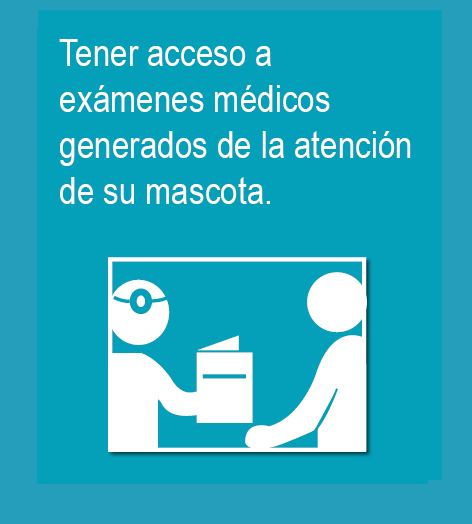 Tener acceso a
exámenes médicos
generados de la atención
de su mascota.